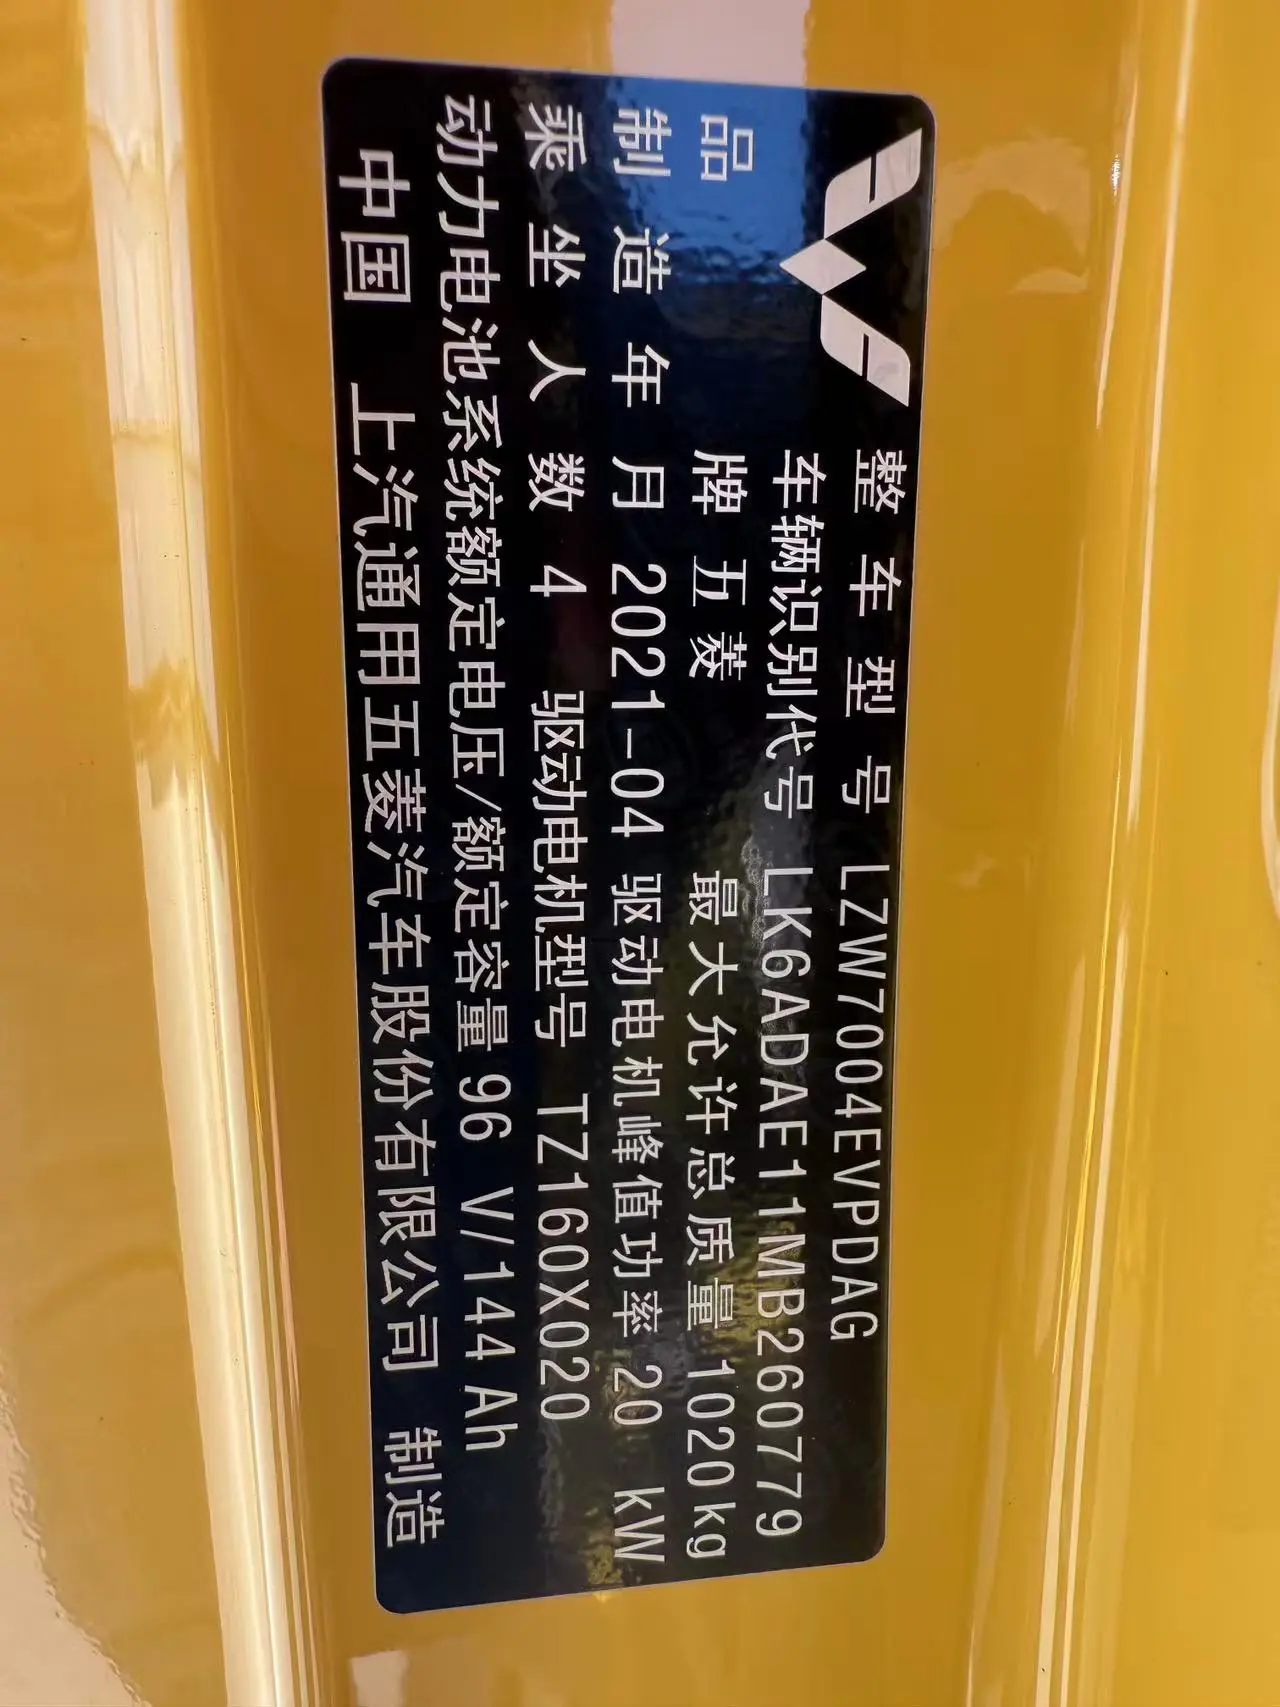 整车型号 LZW7004EVPDAG
车辆识别代号 LK6ADAE11MB260779
品牌 五菱 最大允许总质量 1020kg
制造年月 2021-04 驱动电机峰值功率 20 kW
乘坐人数 4 驱动电机型号 TZ160X020
动力电池系统额定电压/额定容量 96 V/144 Ah
中国 上汽通用五菱汽车股份有限公司 制造